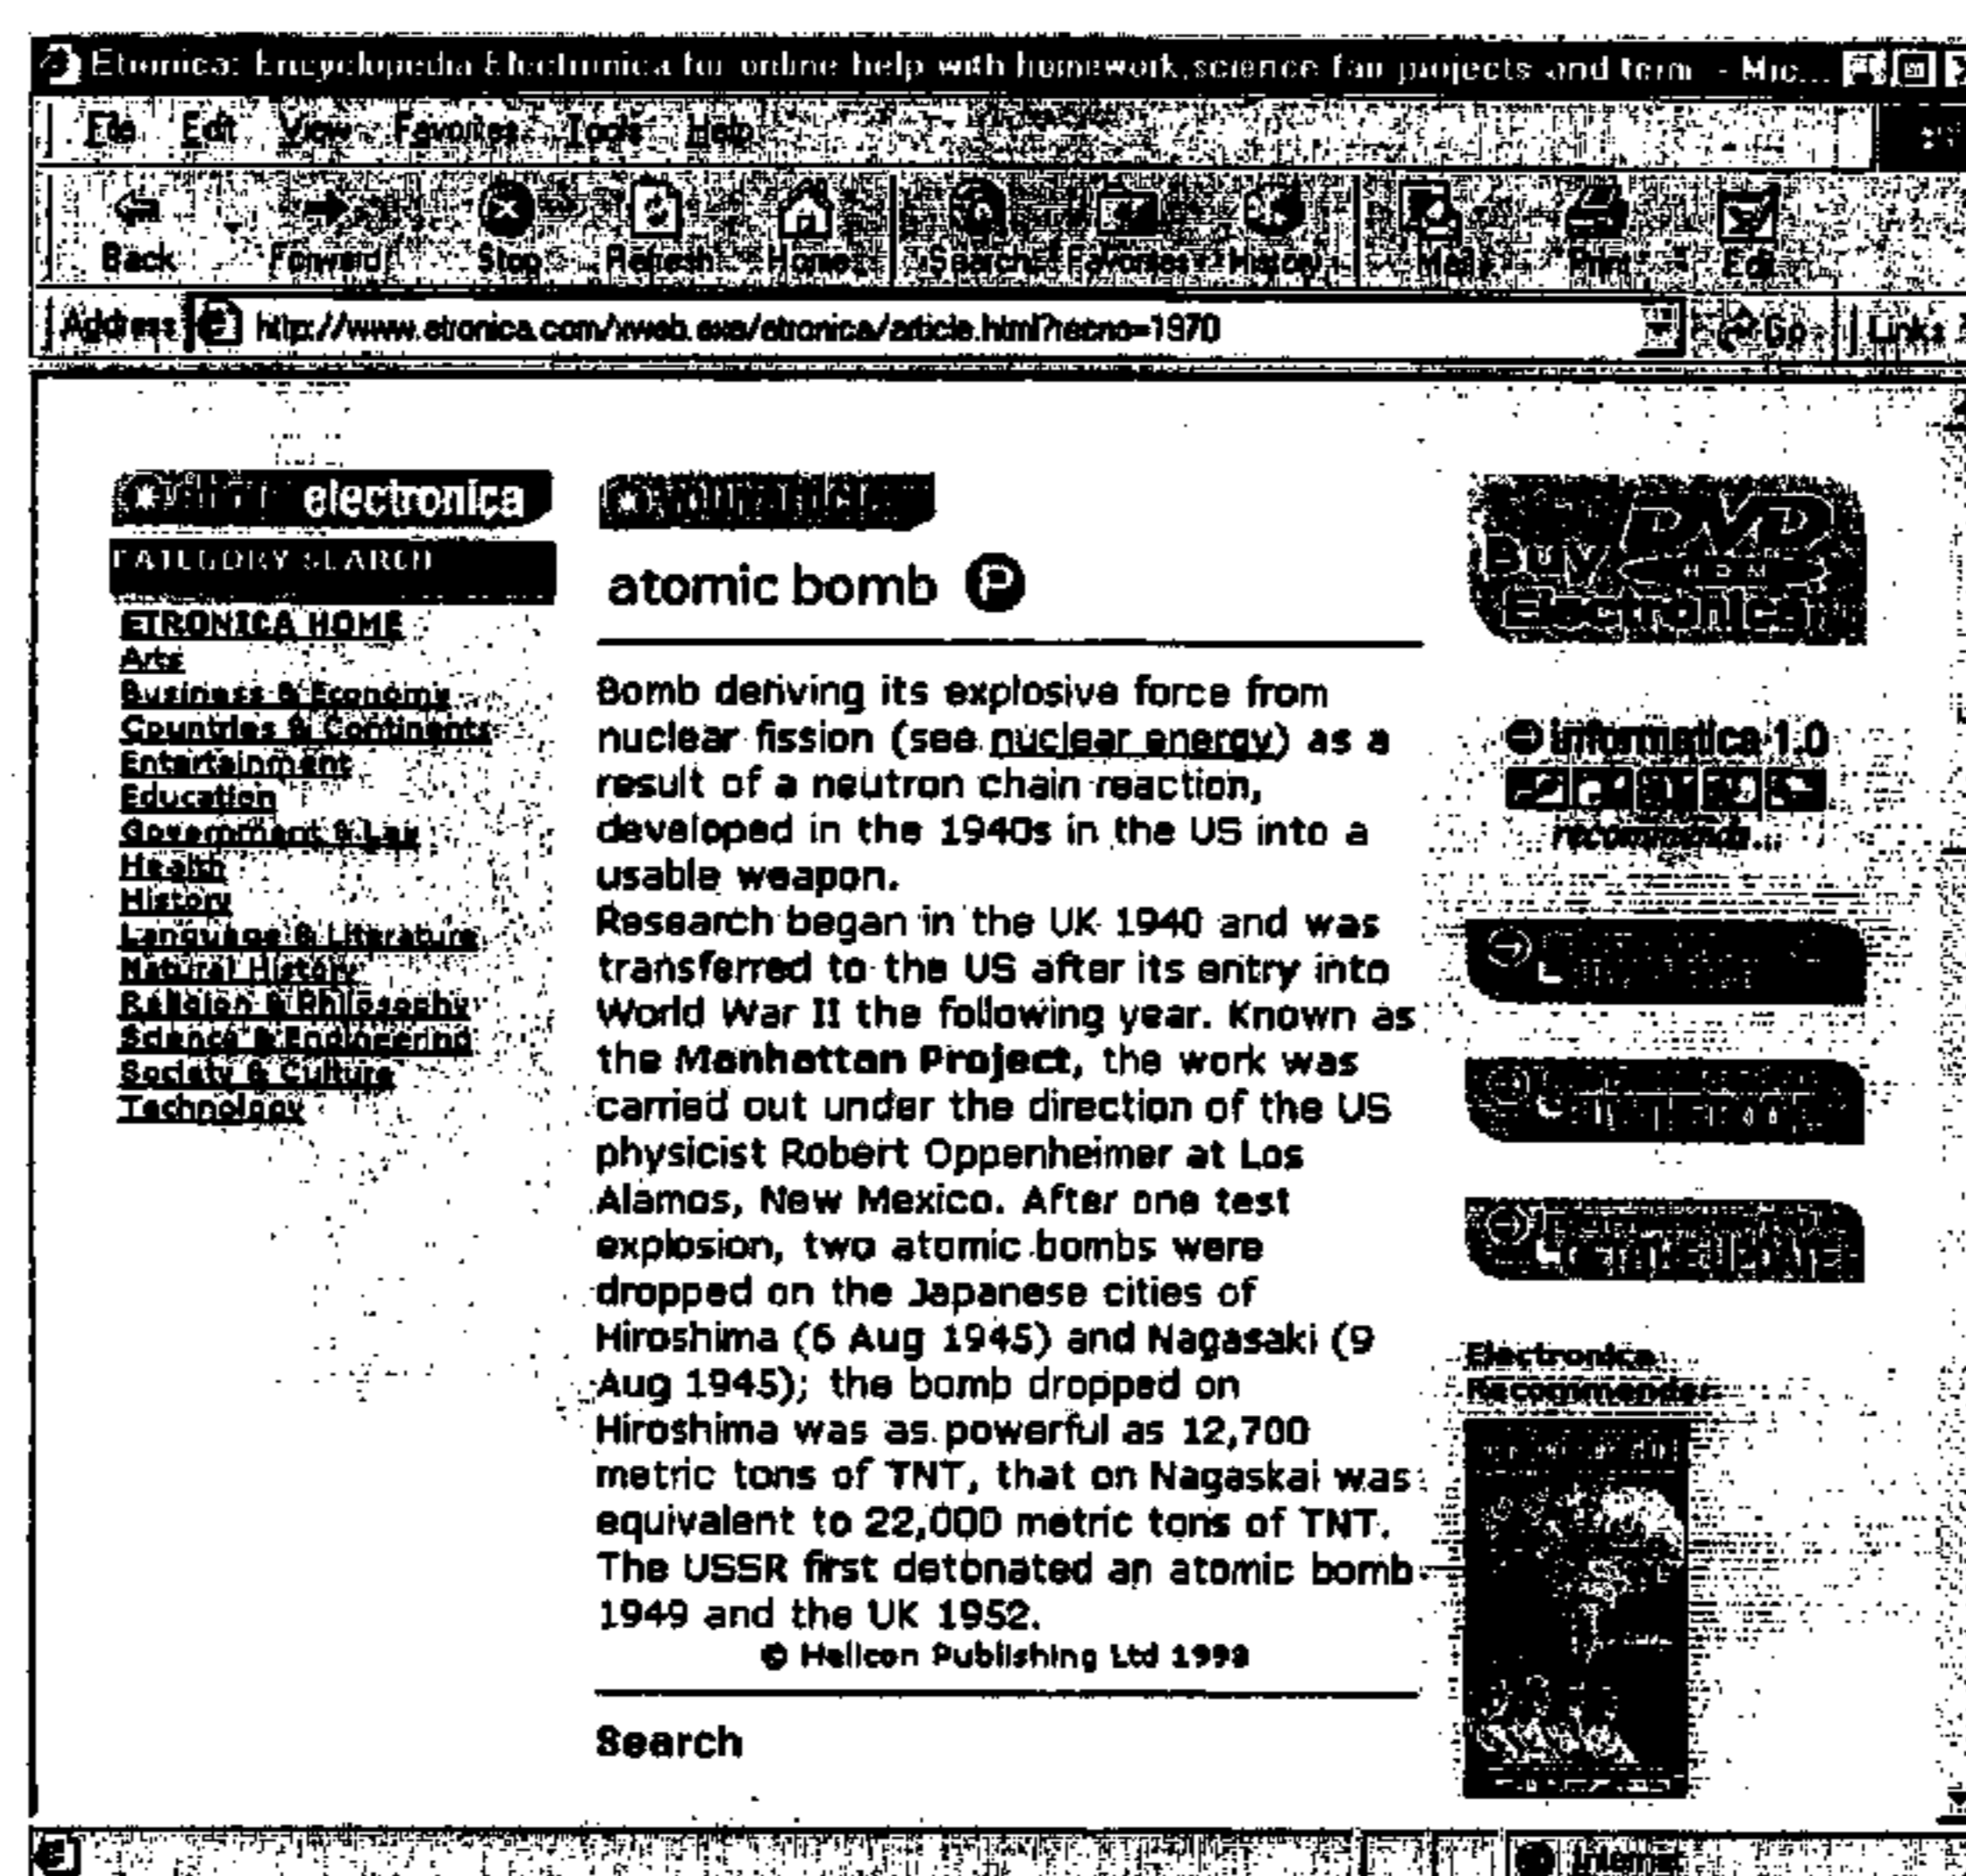 Etronica: Encyclopedia Electronica for online help with homework, science fair projects and term - Mic...
File Edit View Favorites Tools Help
Back Forward Stop Refresh Home Search Favorites History Mail Print Edit
Address http://www.etronica.com/xweb.exe/etronica/article.html?recno=1970 Go Links
electronica
CATEGORY SEARCH
ETRONICA HOME
Arts
Business & Economy
Countries & Continents
Entertainment
Education
Government & Law
Health
History
Language & Literature
Natural History
Religion & Philosophy
Science & Engineering
Society & Culture
Technology
atomic bomb P
Bomb deriving its explosive force from
nuclear fission (see nuclear energy) as a
result of a neutron chain reaction,
developed in the 1940s in the US into a
usable weapon.
Research began in the UK 1940 and was
transferred to the US after its entry into
World War II the following year. Known as
the Manhattan Project, the work was
carried out under the direction of the US
physicist Robert Oppenheimer at Los
Alamos, New Mexico. After one test
explosion, two atomic bombs were
dropped on the Japanese cities of
Hiroshima (6 Aug 1945) and Nagasaki (9
Aug 1945); the bomb dropped on
Hiroshima was as powerful as 12,700
metric tons of TNT, that on Nagaskai was
equivalent to 22,000 metric tons of TNT.
The USSR first detonated an atomic bomb
1949 and the UK 1952.
© Helicon Publishing Ltd 1998
Search
Buy DVD ROM
Electronica
informatica 1.0
recommends...
GET THE UPDATE
Electronica
Recommends
Internet